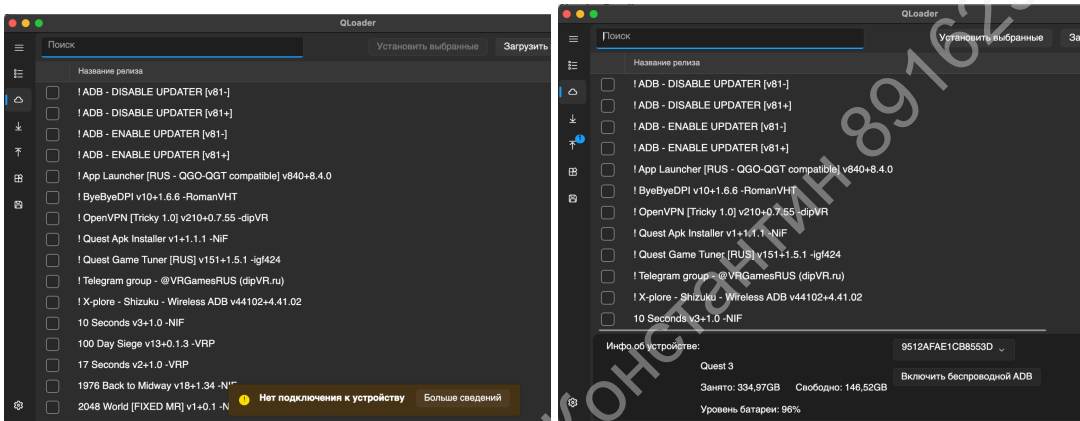 QLoader
Поиск
Установить выбранные
Загрузить
Название релиза
! ADB - DISABLE UPDATER [v81-]
! ADB - DISABLE UPDATER [v81+]
! ADB - ENABLE UPDATER [v81-]
! ADB - ENABLE UPDATER [v81+]
! App Launcher [RUS - QGO-QGT compatible] v840+8.4.0
! ByeByeDPI v10+1.6.6 -RomanVHT
! OpenVPN [Tricky 1.0] v210+0.7.55 -dipVR
! Quest Apk Installer v1+1.1.1 -NiF
! Quest Game Tuner [RUS] v151+1.5.1 -igf424
! Telegram group - @VRGamesRUS (dipVR.ru)
! X-plore - Shizuku - Wireless ADB v44102+4.41.02
10 Seconds v3+1.0 -NIF
100 Day Siege v13+0.1.3 -VRP
17 Seconds v2+1.0 -VRP
1976 Back to Midway v18+1.34 -NIF
2048 World [FIXED MR] v1+0.1 -N
Нет подключения к устройству
Больше сведений
QLoader
Поиск
Установить выбранные
За
Название релиза
! ADB - DISABLE UPDATER [v81-]
! ADB - DISABLE UPDATER [v81+]
! ADB - ENABLE UPDATER [v81-]
! ADB - ENABLE UPDATER [v81+]
! App Launcher [RUS - QGO-QGT compatible] v840+8.4.0
! ByeByeDPI v10+1.6.6 -RomanVHT
! OpenVPN [Tricky 1.0] v210+0.7.55 -dipVR
! Quest Apk Installer v1+1.1.1 -NiF
! Quest Game Tuner [RUS] v151+1.5.1 -igf424
! Telegram group - @VRGamesRUS (dipVR.ru)
! X-plore - Shizuku - Wireless ADB v44102+4.41.02
10 Seconds v3+1.0 -NIF
1
Инфо об устройстве:
9512AFAE1CB8553D
Quest 3
Включить беспроводной ADB
Занято: 334,97GB Свободно: 146,52GB
Уровень батареи: 96%
Константин 89162